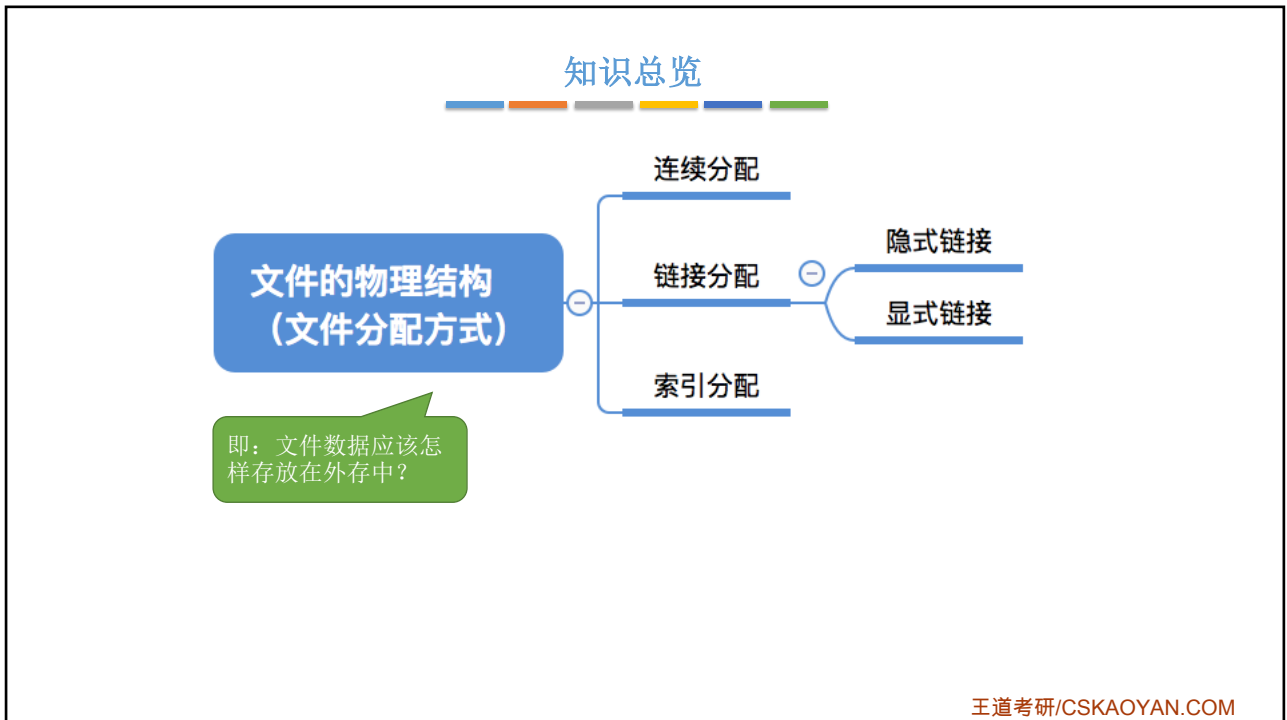 知识总览
连续分配
隐式链接
文件的物理结构
（文件分配方式）
链接分配
显式链接
索引分配
即：文件数据应该怎
样存放在外存中？
王道考研/CSKAOYAN.COM